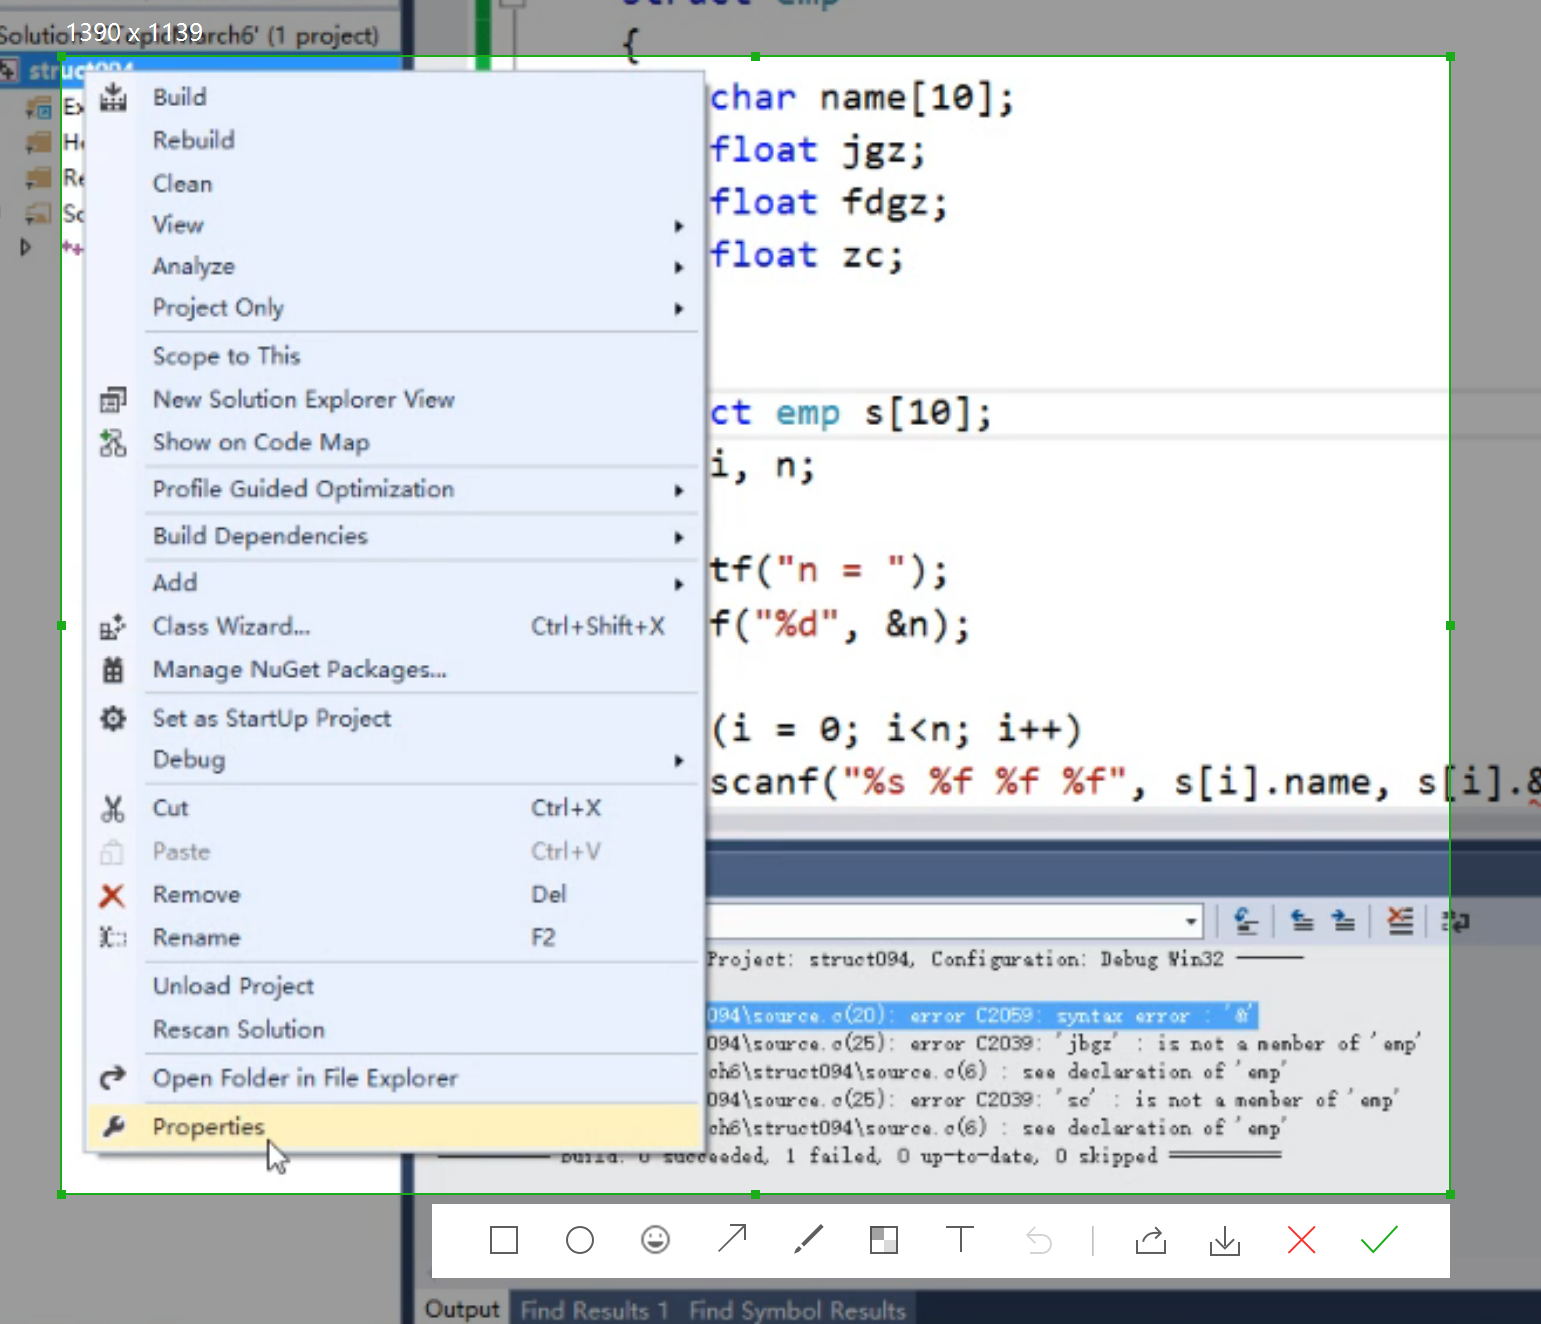 struct emp
Solution
1390 x 1139
(1 project)
{
struct094
char name[10];
float jgz;
float fdgz;
float zc;
Build
Rebuild
Clean
View
Analyze
Project Only
Scope to This
New Solution Explorer View
Show on Code Map
Profile Guided Optimization
Build Dependencies
Add
Class Wizard... Ctrl+Shift+X
Manage NuGet Packages...
Set as StartUp Project
Debug
Cut Ctrl+X
Paste Ctrl+V
Remove Del
Rename F2
Unload Project
Rescan Solution
Open Folder in File Explorer
Properties
ct emp s[10];
i, n;
tf("n = ");
f("%d", &n);
(i = 0; i<n; i++)
scanf("%s %f %f %f", s[i].name, s[i].&
Project: struct094, Configuration: Debug Win32
094\source.c(20): error C2059: syntax error : '&'
094\source.c(25): error C2039: 'jbgz' : is not a member of 'emp'
ch6\struct094\source.c(6) : see declaration of 'emp'
094\source.c(25): error C2039: 'sc' : is not a member of 'emp'
ch6\struct094\source.c(6) : see declaration of 'emp'
Build: 0 succeeded, 1 failed, 0 up-to-date, 0 skipped
Output Find Results 1 Find Symbol Results